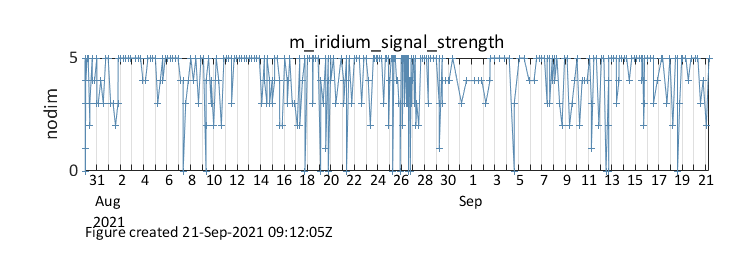 m_iridium_signal_strength
5
nodim
0
31 2 4 6 8 10 12 14 16 18 20 22 24 26 28 30 1 3 5 7 9 11 13 15 17 19 21
Aug Sep
2021
Figure created 21-Sep-2021 09:12:05Z